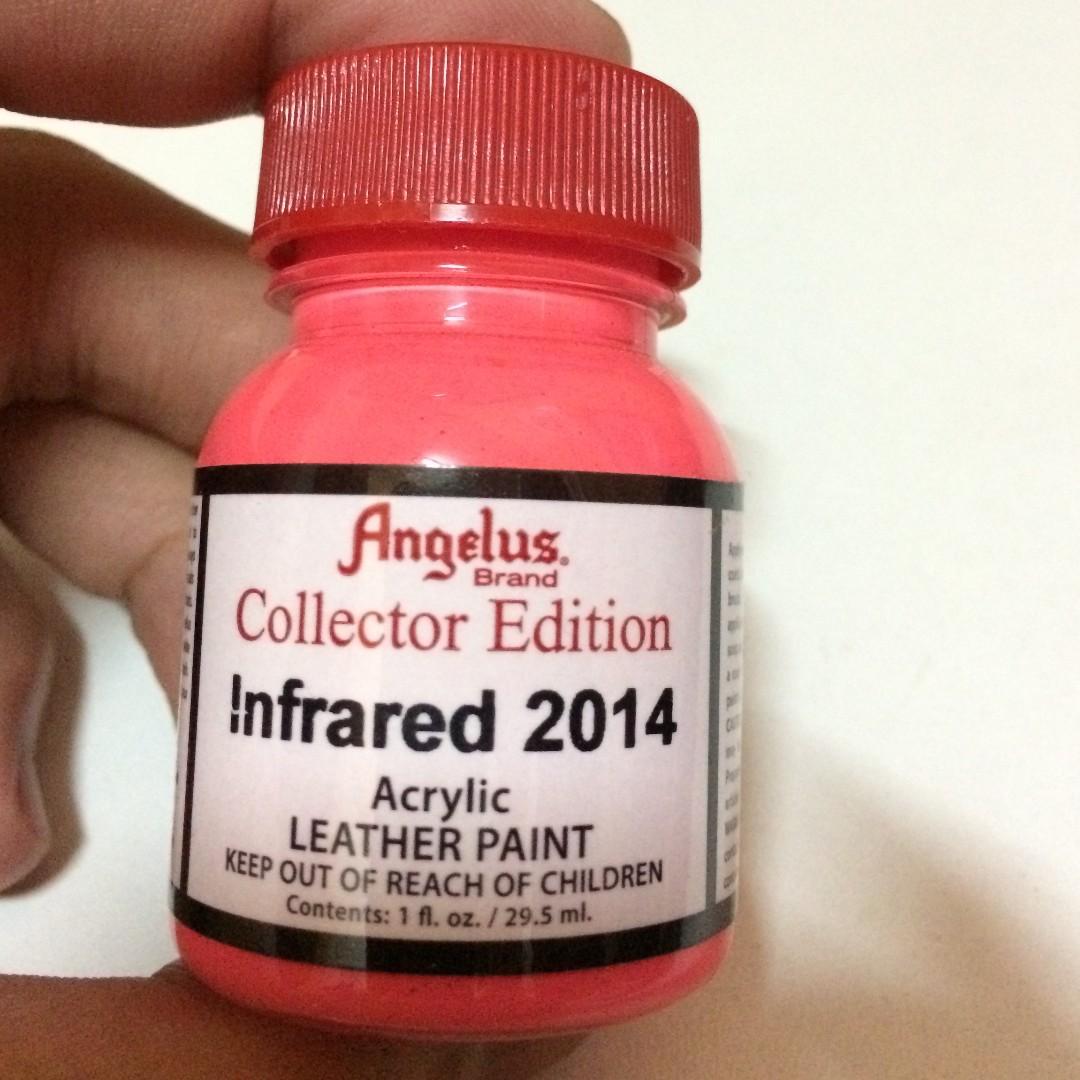 Angelus.
Brand
Collector Edition
Infrared 2014
Acrylic
LEATHER PAINT
KEEP OUT OF REACH OF CHILDREN
Contents: 1 fl. oz. / 29.5 ml.